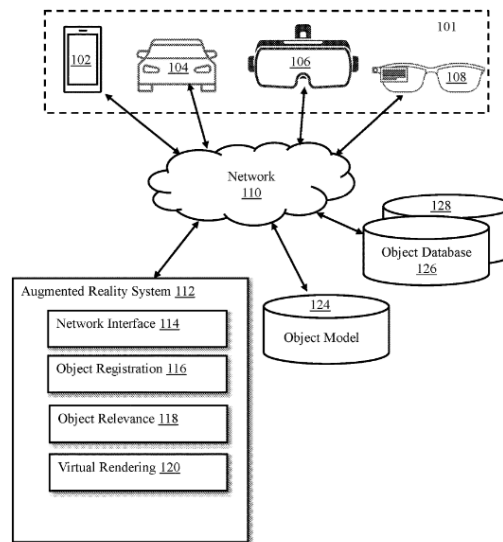 101
102
104
106
108
Network
110
128
Object Database
126
Augmented Reality System 112
124
Object Model
Network Interface 114
Object Registration 116
Object Relevance 118
Virtual Rendering 120